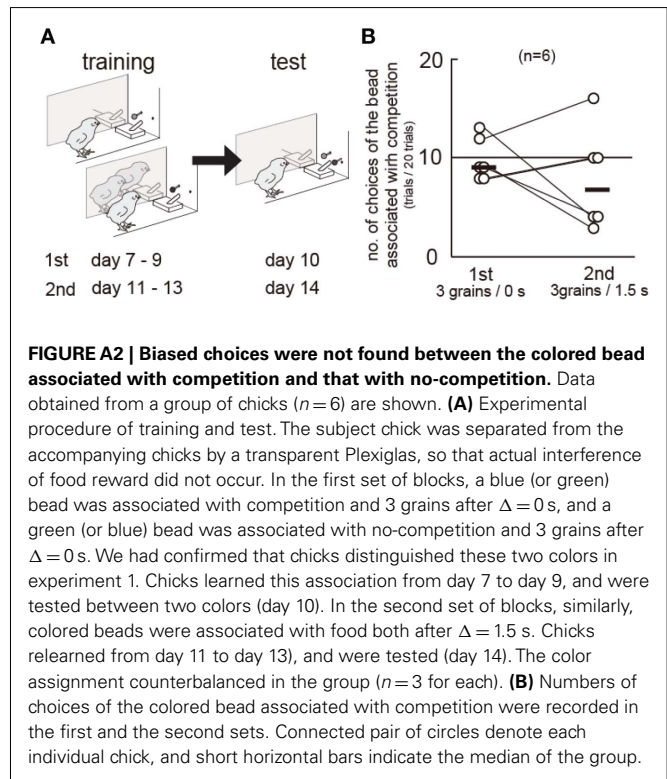 A
training
test
1st day 7 - 9 day 10
2nd day 11 - 13 day 14
B
(n=6)
no. of choices of the bead
associated wirh competition
(trials / 20 trials)
20
10
0
1st
3 grains / 0 s
2nd
3grains / 1.5 s
FIGURE A2 | Biased choices were not found between the colored bead
associated with competition and that with no-competition. Data
obtained from a group of chicks (n = 6) are shown. (A) Experimental
procedure of training and test. The subject chick was separated from the
accompanying chicks by a transparent Plexiglas, so that actual interference
of food reward did not occur. In the first set of blocks, a blue (or green)
bead was associated with competition and 3 grains after Δ = 0 s, and a
green (or blue) bead was associated with no-competition and 3 grains after
Δ = 0 s. We had confirmed that chicks distinguished these two colors in
experiment 1. Chicks learned this association from day 7 to day 9, and were
tested between two colors (day 10). In the second set of blocks, similarly,
colored beads were associated with food both after Δ = 1.5 s. Chicks
relearned from day 11 to day 13), and were tested (day 14). The color
assignment counterbalanced in the group (n = 3 for each). (B) Numbers of
choices of the colored bead associated with competition were recorded in
the first and the second sets. Connected pair of circles denote each
individual chick, and short horizontal bars indicate the median of the group.